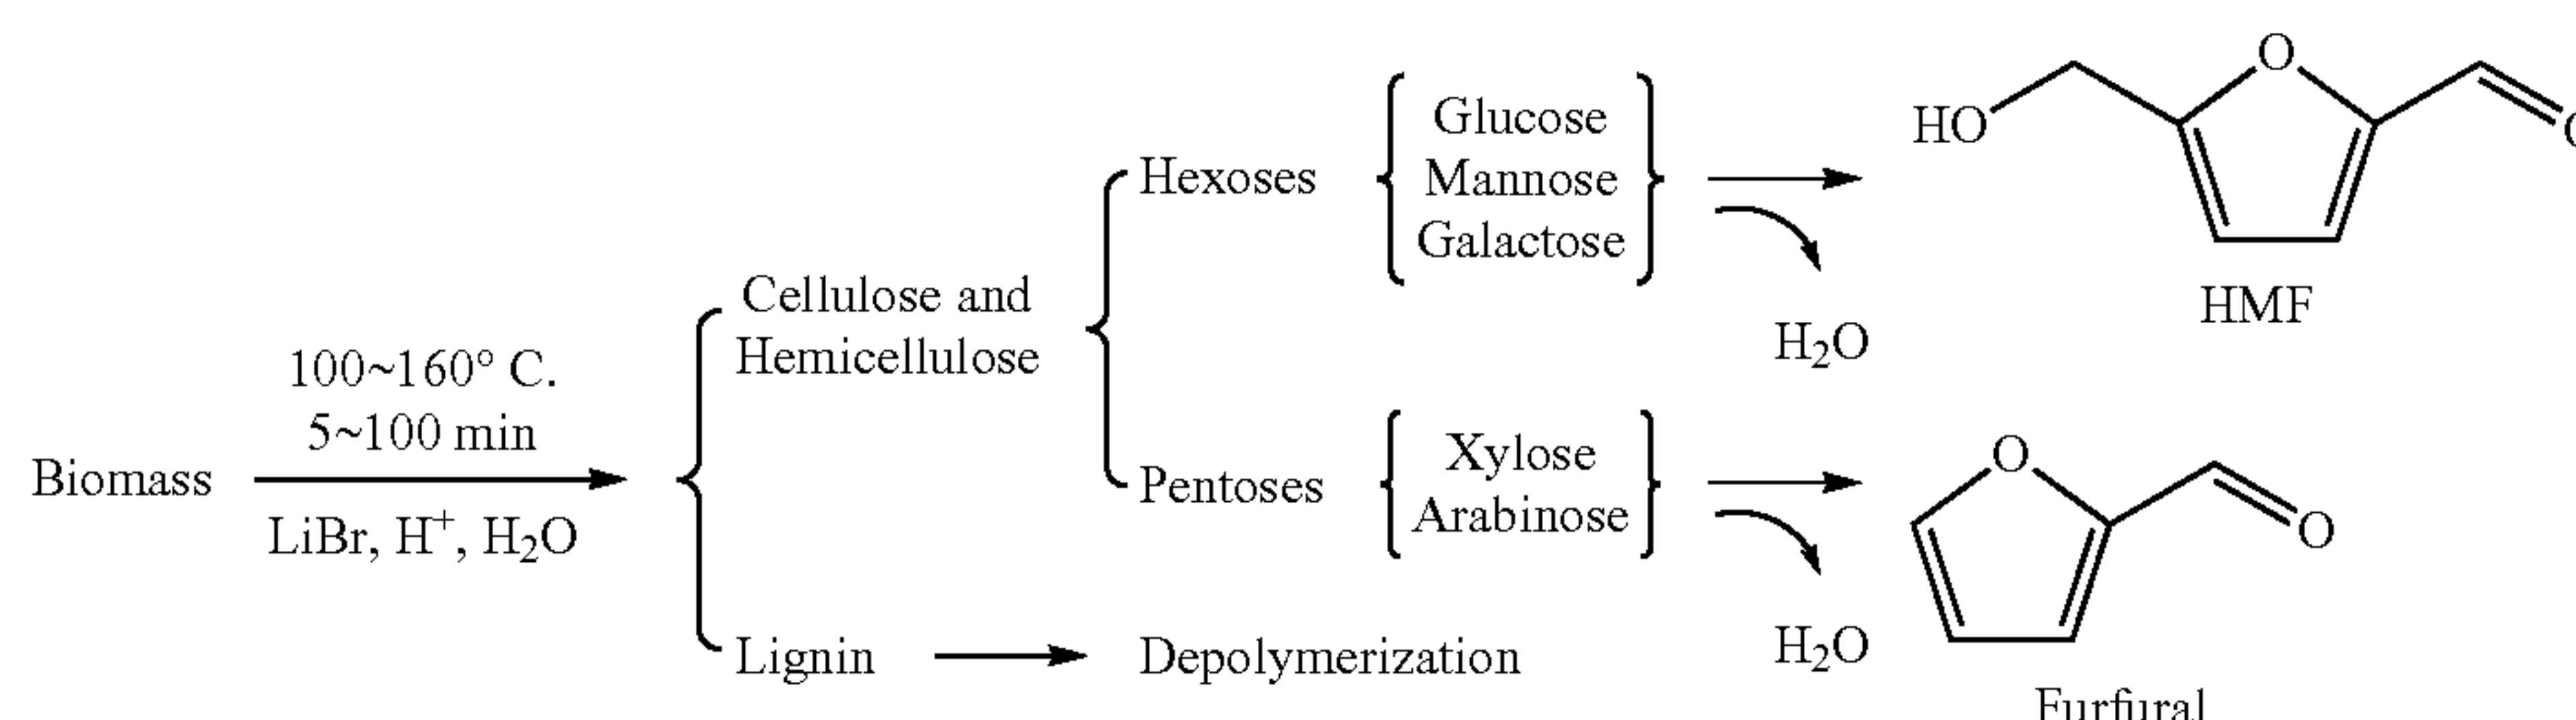 Biomass
100~160° C.
5~100 min
LiBr, H⁺, H₂O
Cellulose and
Hemicellulose
Lignin
Depolymerization
Hexoses
Glucose
Mannose
Galactose
H₂O
HO
O
HMF
Pentoses
Xylose
Arabinose
H₂O
O
O
Furfural